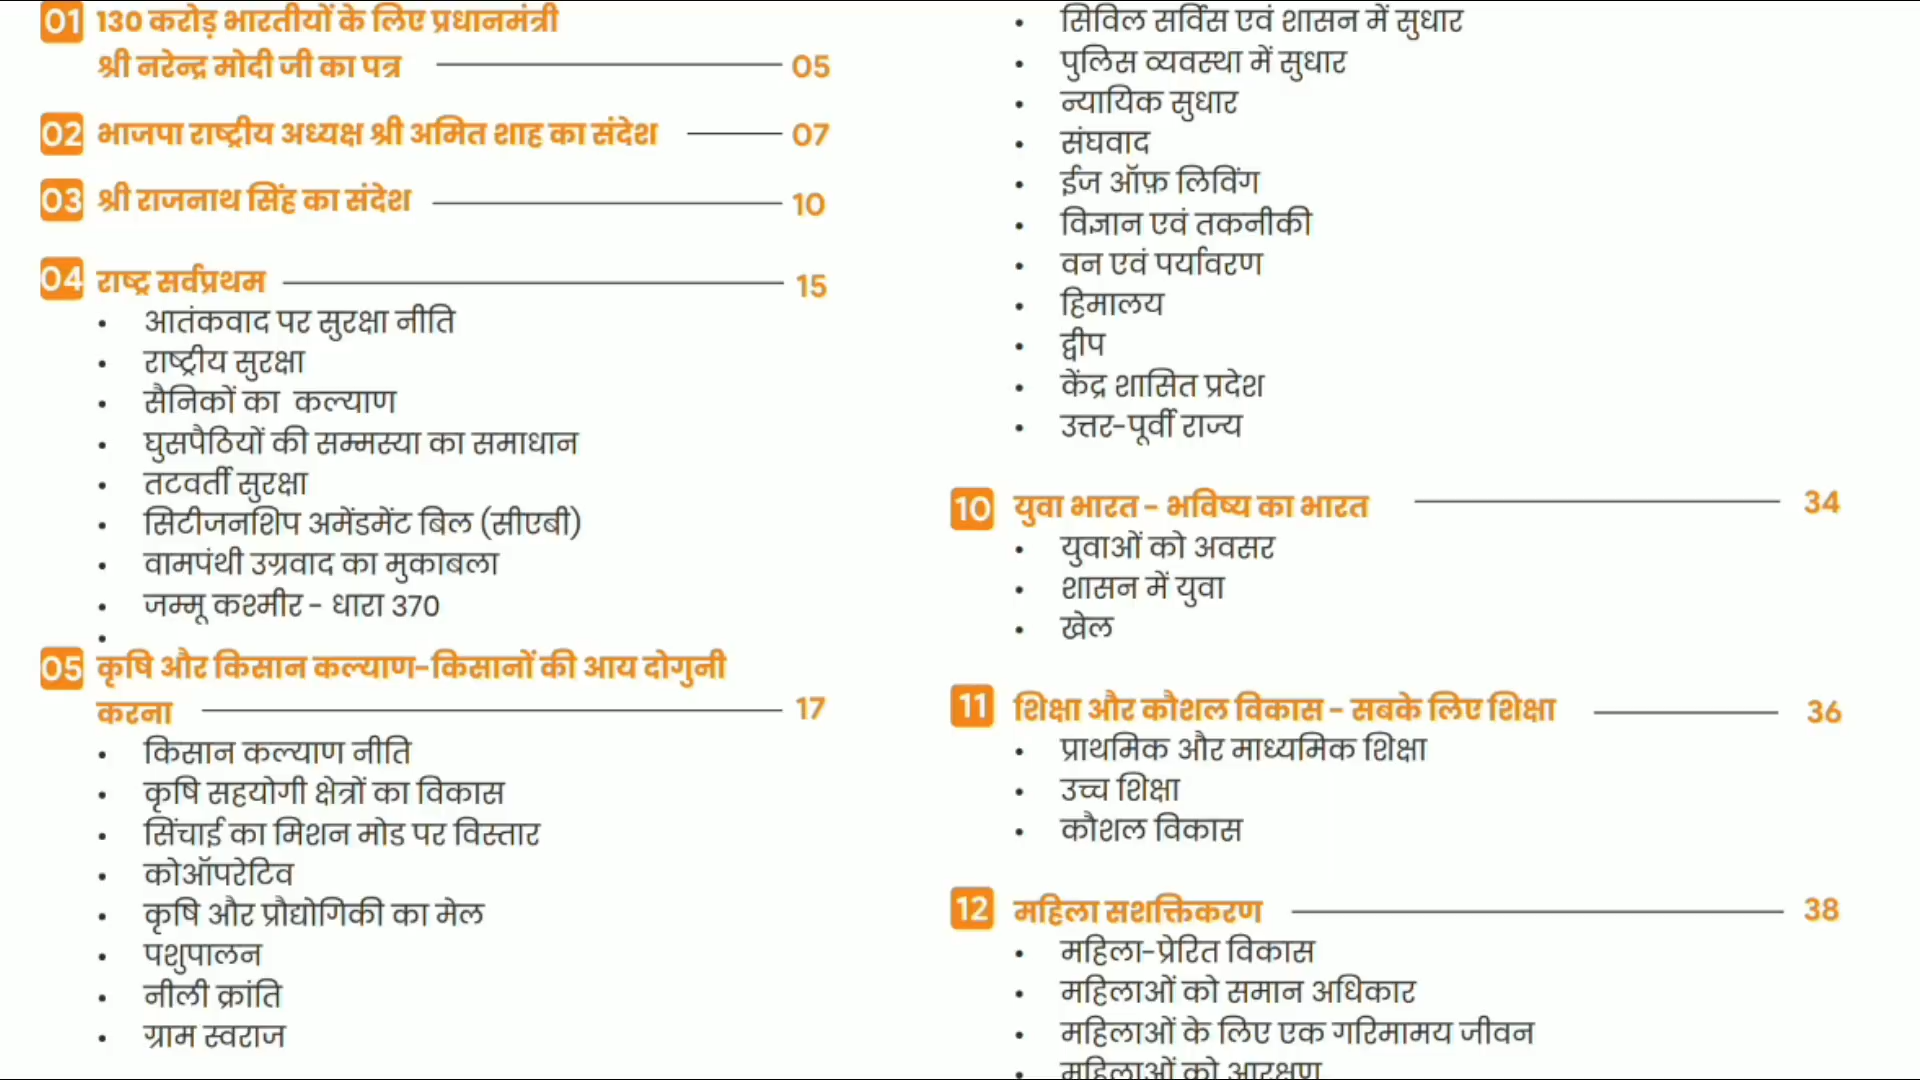 01 130 करोड़ भारतीयों के लिए प्रधानमंत्री
श्री नरेन्द्र मोदी जी का पत्र 05
02 भाजपा राष्ट्रीय अध्यक्ष श्री अमित शाह का संदेश 07
03 श्री राजनाथ सिंह का संदेश 10
04 राष्ट्र सर्वप्रथम 15
• आतंकवाद पर सुरक्षा नीति
• राष्ट्रीय सुरक्षा
• सैनिकों का कल्याण
• घुसपैठियों की सम्मस्या का समाधान
• तटवर्ती सुरक्षा
• सिटीजनशिप अमेंडमेंट बिल (सीएबी)
• वामपंथी उग्रवाद का मुकाबला
• जम्मू कश्मीर - धारा 370
•
05 कृषि और किसान कल्याण-किसानों की आय दोगुनी
करना 17
• किसान कल्याण नीति
• कृषि सहयोगी क्षेत्रों का विकास
• सिंचाई का मिशन मोड पर विस्तार
• कोऑपरेटिव
• कृषि और प्रौद्योगिकी का मेल
• पशुपालन
• नीली क्रांति
• ग्राम स्वराज
• सिविल सर्विस एवं शासन में सुधार
• पुलिस व्यवस्था में सुधार
• न्यायिक सुधार
• संघवाद
• ईज ऑफ़ लिविंग
• विज्ञान एवं तकनीकी
• वन एवं पर्यावरण
• हिमालय
• द्वीप
• केंद्र शासित प्रदेश
• उत्तर-पूर्वी राज्य
10 युवा भारत - भविष्य का भारत 34
• युवाओं को अवसर
• शासन में युवा
• खेल
11 शिक्षा और कौशल विकास - सबके लिए शिक्षा 36
• प्राथमिक और माध्यमिक शिक्षा
• उच्च शिक्षा
• कौशल विकास
12 महिला सशक्तिकरण 38
• महिला-प्रेरित विकास
• महिलाओं को समान अधिकार
• महिलाओं के लिए एक गरिमामय जीवन
• महिलाओं को आरक्षण